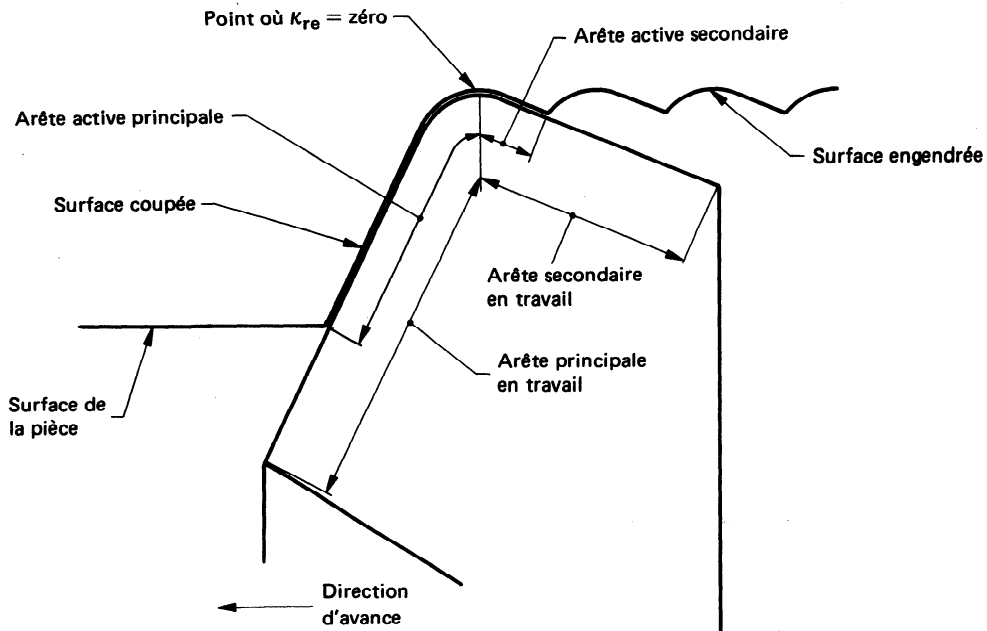 Point où κre = zéro
Arête active secondaire
Arête active principale
Surface engendrée
Surface coupée
Arête secondaire
en travail
Arête principale
en travail
Surface de
la pièce
Direction
d'avance